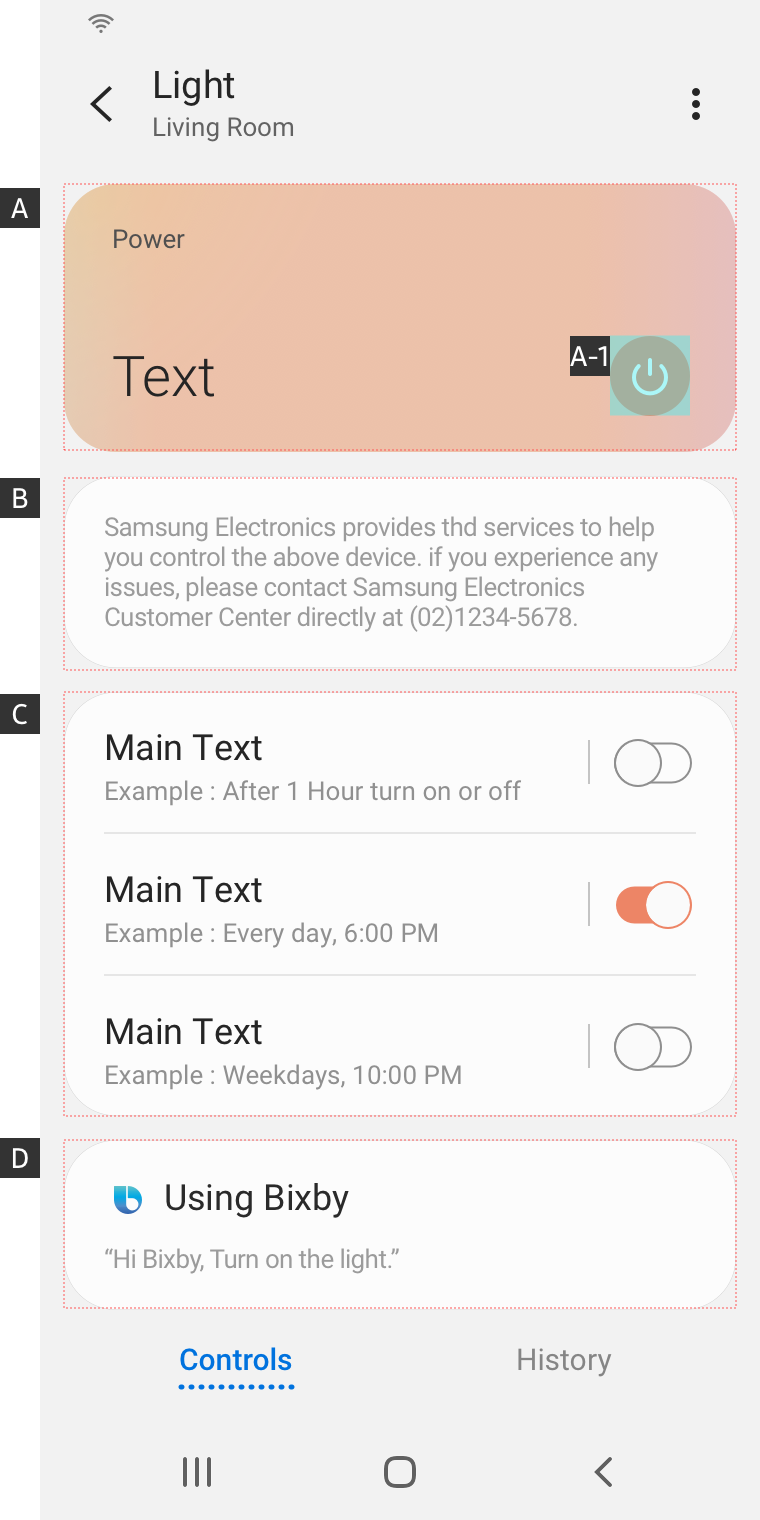 Light
Living Room
A
Power
Text
A-1
B
Samsung Electronics provides thd services to help
you control the above device. if you experience any
issues, please contact Samsung Electronics
Customer Center directly at (02)1234-5678.
C
Main Text
Example : After 1 Hour turn on or off
Main Text
Example : Every day, 6:00 PM
Main Text
Example : Weekdays, 10:00 PM
D
Using Bixby
“Hi Bixby, Turn on the light.”
Controls
History